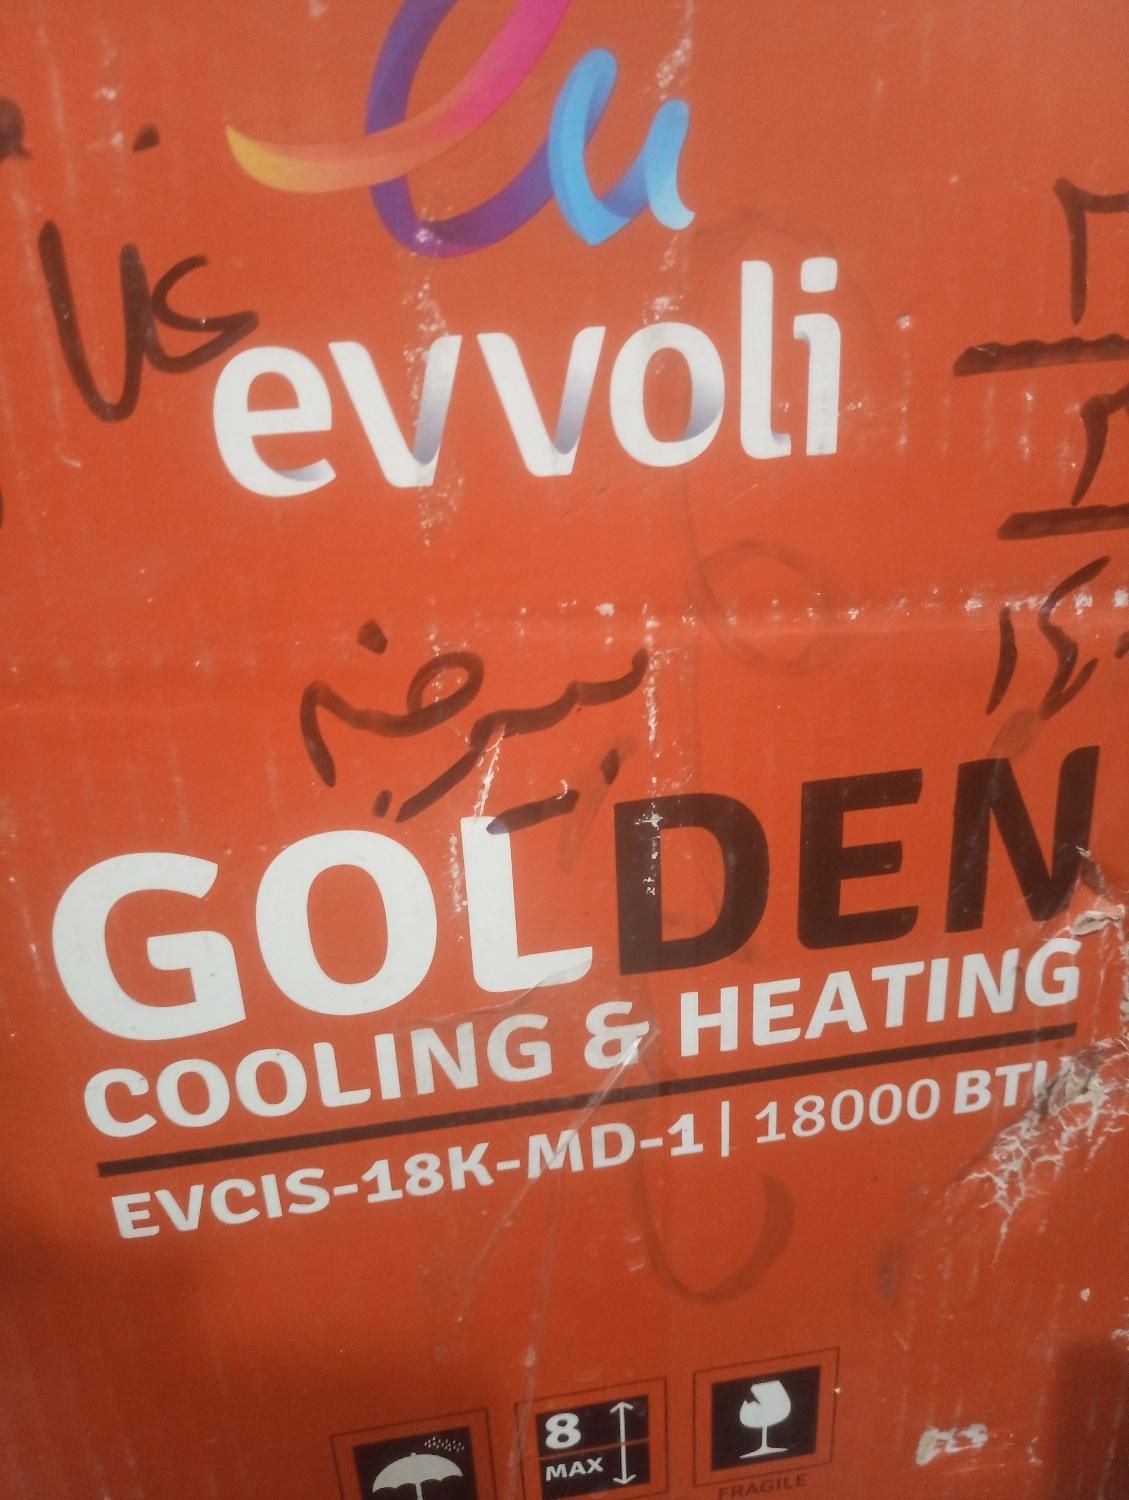 evvoli
GOLDEN
COOLING & HEATING
EVCIS-18K-MD-1 | 18000 BTU
8
MAX
FRAGILE